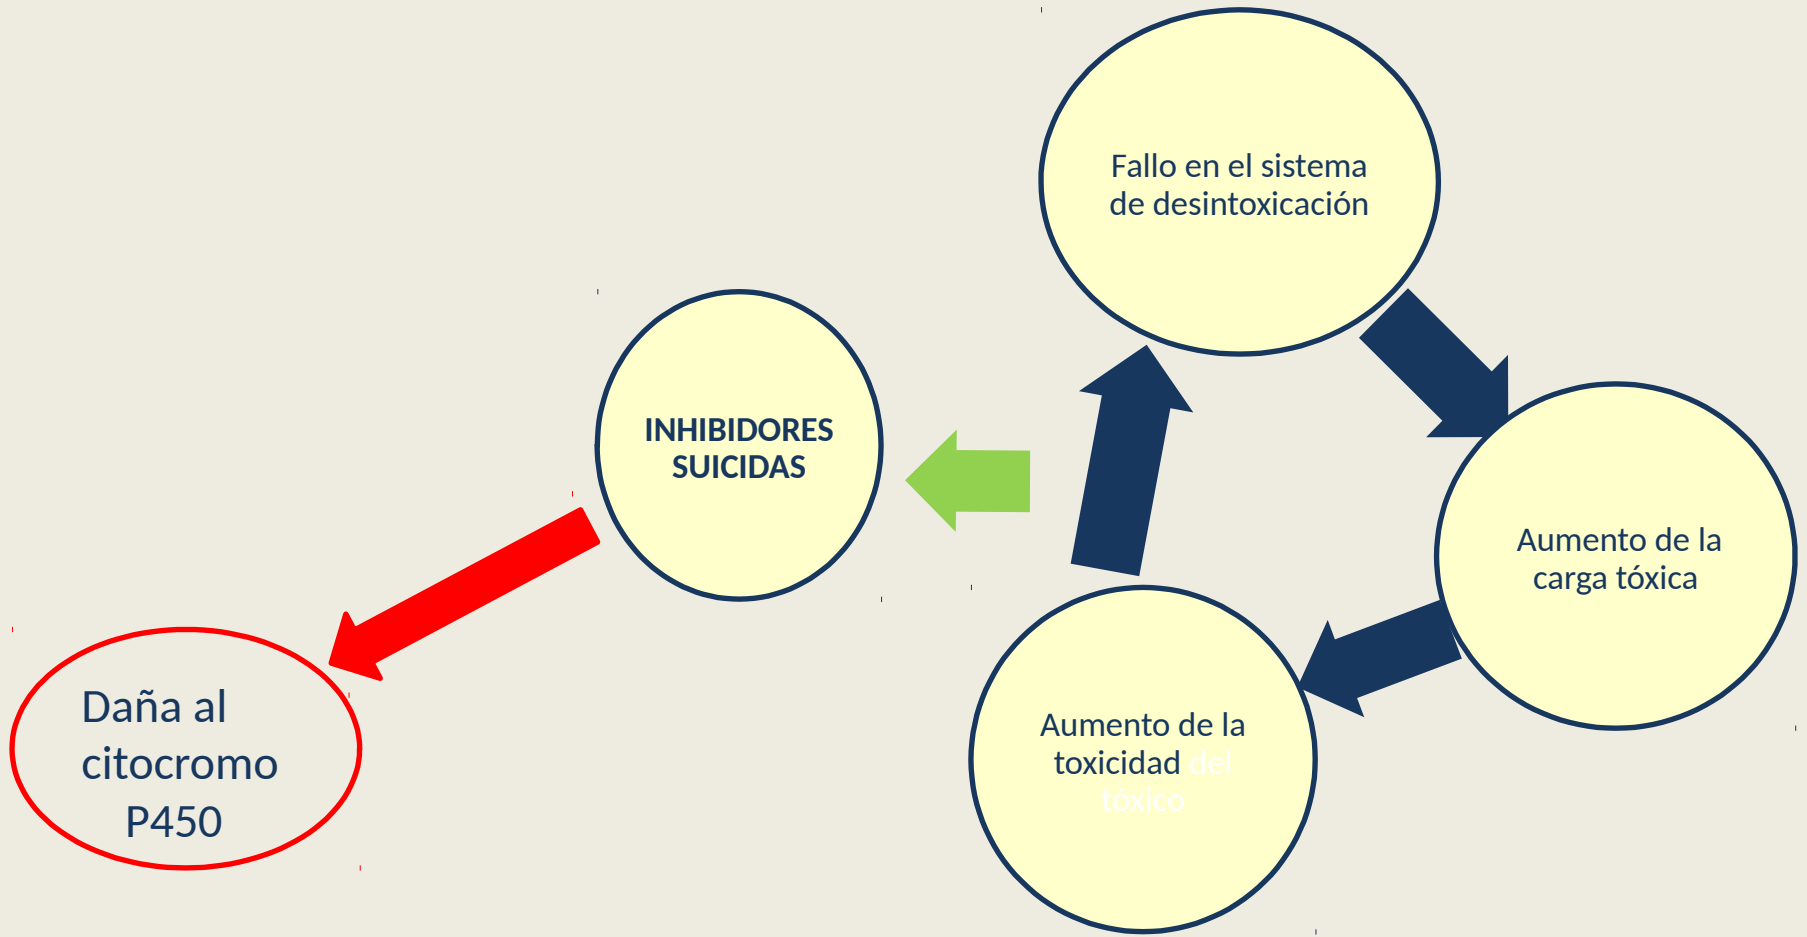 Fallo en el sistema
de desintoxicación
INHIBIDORES
SUICIDAS
Aumento de la
carga tóxica
Aumento de la
toxicidad del
tóxico
Daña al
citocromo
P450